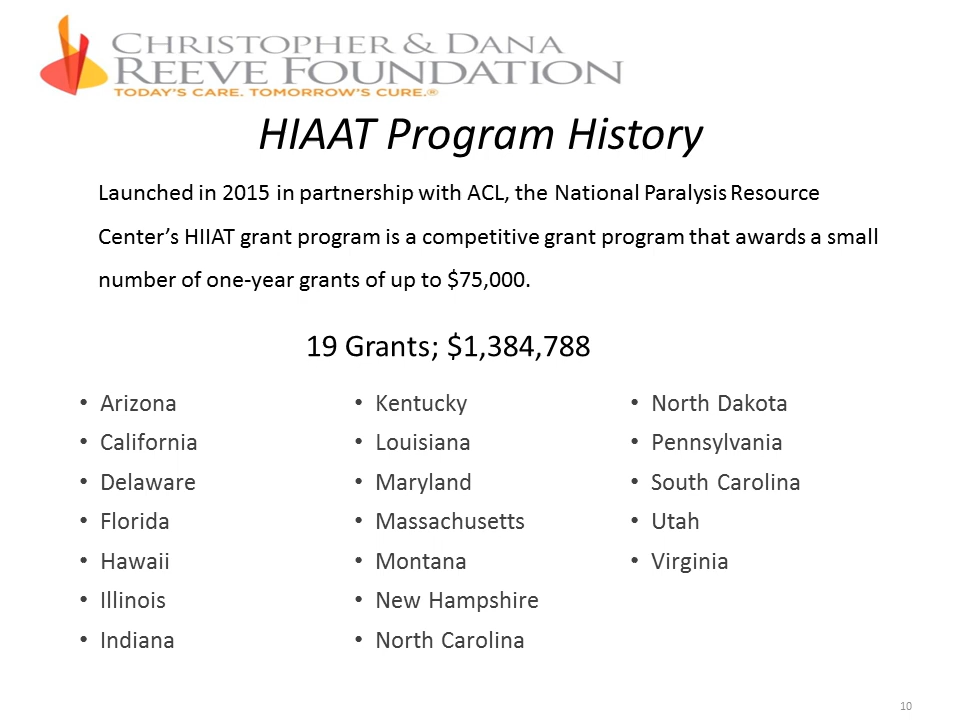 CHRISTOPHER & DANA
REEVE FOUNDATION
TODAY'S CARE. TOMORROW'S CURE.®
HIAAT Program History
Launched in 2015 in partnership with ACL, the National Paralysis Resource
Center’s HIIAT grant program is a competitive grant program that awards a small
number of one-year grants of up to $75,000.
19 Grants; $1,384,788
• Arizona
• California
• Delaware
• Florida
• Hawaii
• Illinois
• Indiana
• Kentucky
• Louisiana
• Maryland
• Massachusetts
• Montana
• New Hampshire
• North Carolina
• North Dakota
• Pennsylvania
• South Carolina
• Utah
• Virginia
10